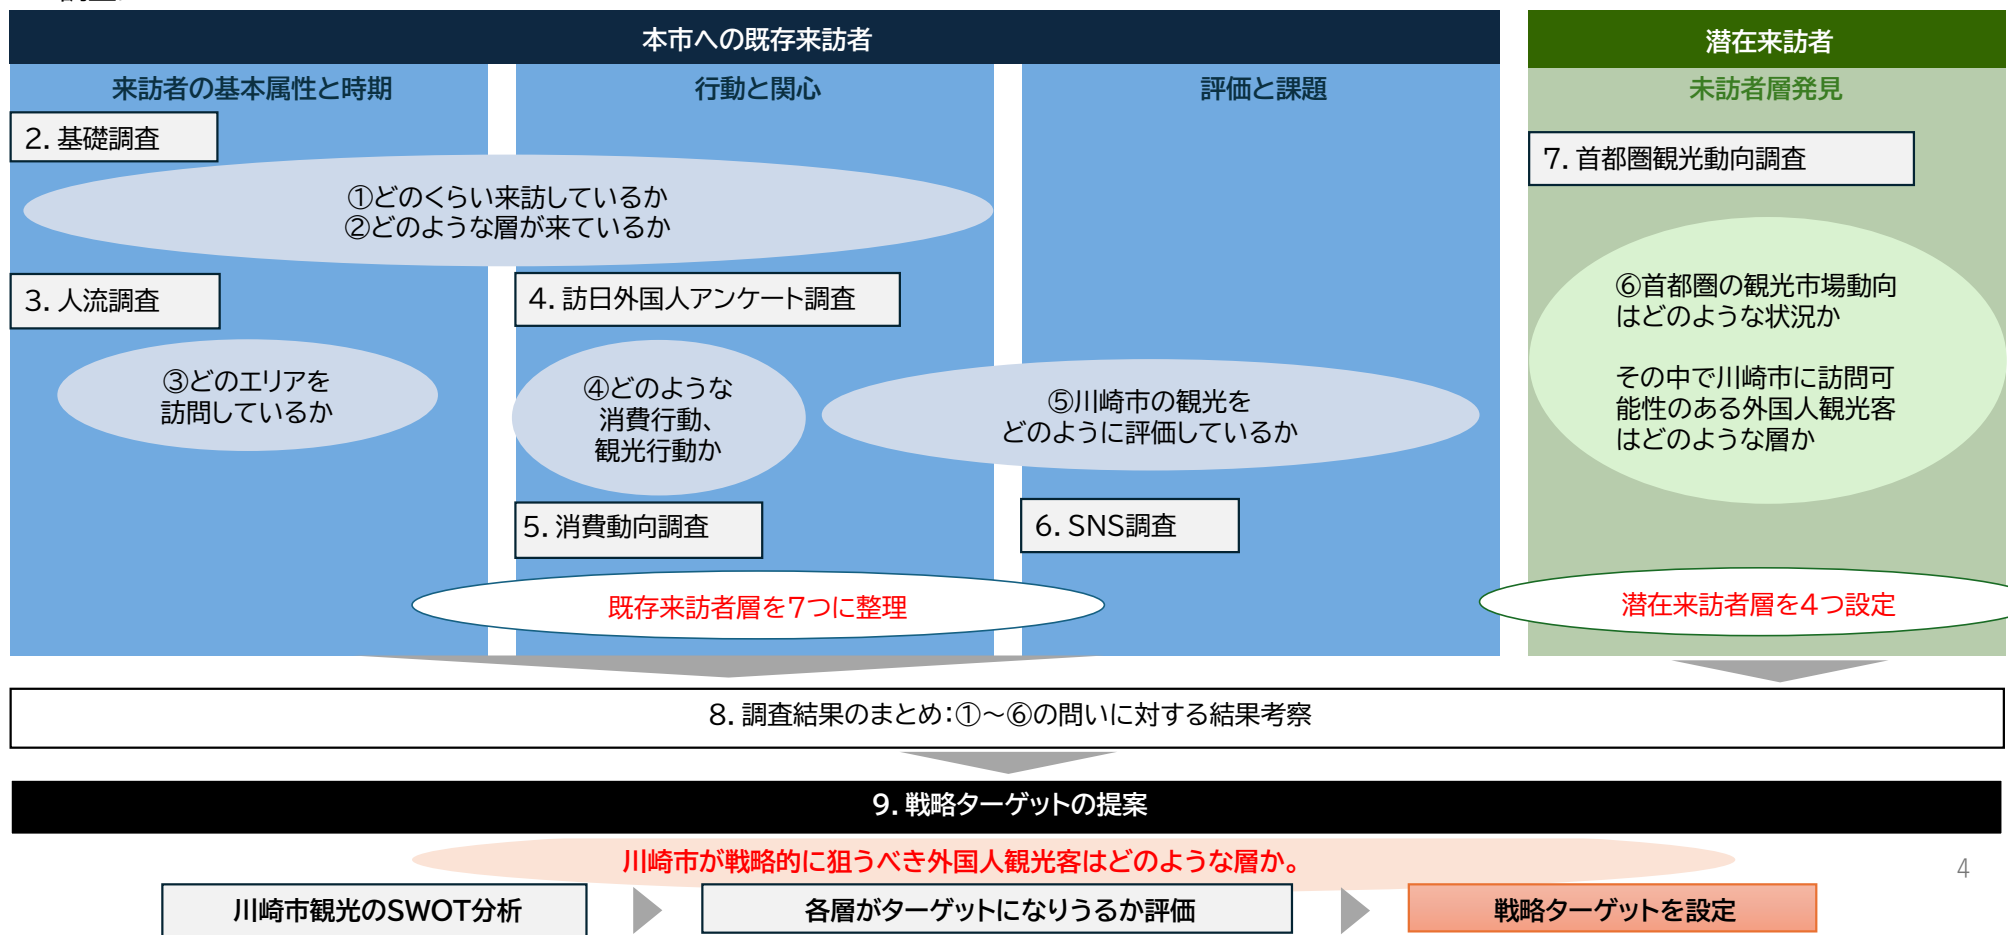 本市への既存来訪者
潜在来訪者
来訪者の基本属性と時期
行動と関心
評価と課題
未訪者層発見
2. 基礎調査
7. 首都圏観光動向調査
①どのくらい来訪しているか
②どのような層が来ているか
3. 人流調査
4. 訪日外国人アンケート調査
⑥首都圏の観光市場動向
はどのような状況か
その中で川崎市に訪問可
能性のある外国人観光客
はどのような層か
③どのエリアを
訪問しているか
④どのような
消費行動、
観光行動か
⑤川崎市の観光を
どのように評価しているか
5. 消費動向調査
6. SNS調査
既存来訪者層を7つに整理
潜在来訪者層を4つ設定
8. 調査結果のまとめ：①～⑥の問いに対する結果考察
9. 戦略ターゲットの提案
川崎市が戦略的に狙うべき外国人観光客はどのような層か。
4
川崎市観光のSWOT分析
各層がターゲットになりうるか評価
戦略ターゲットを設定